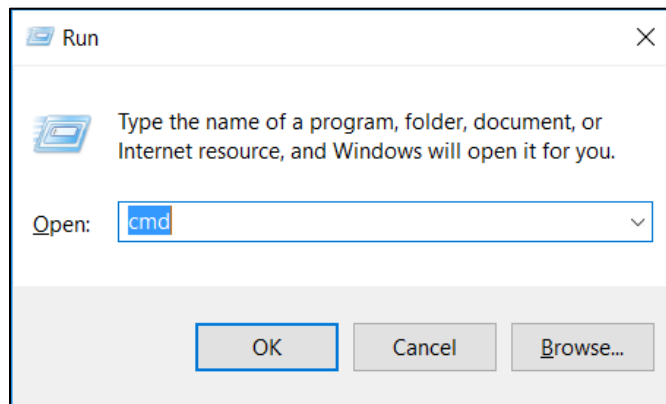 Run
Type the name of a program, folder, document, or
Internet resource, and Windows will open it for you.
Open: cmd
OK Cancel Browse...